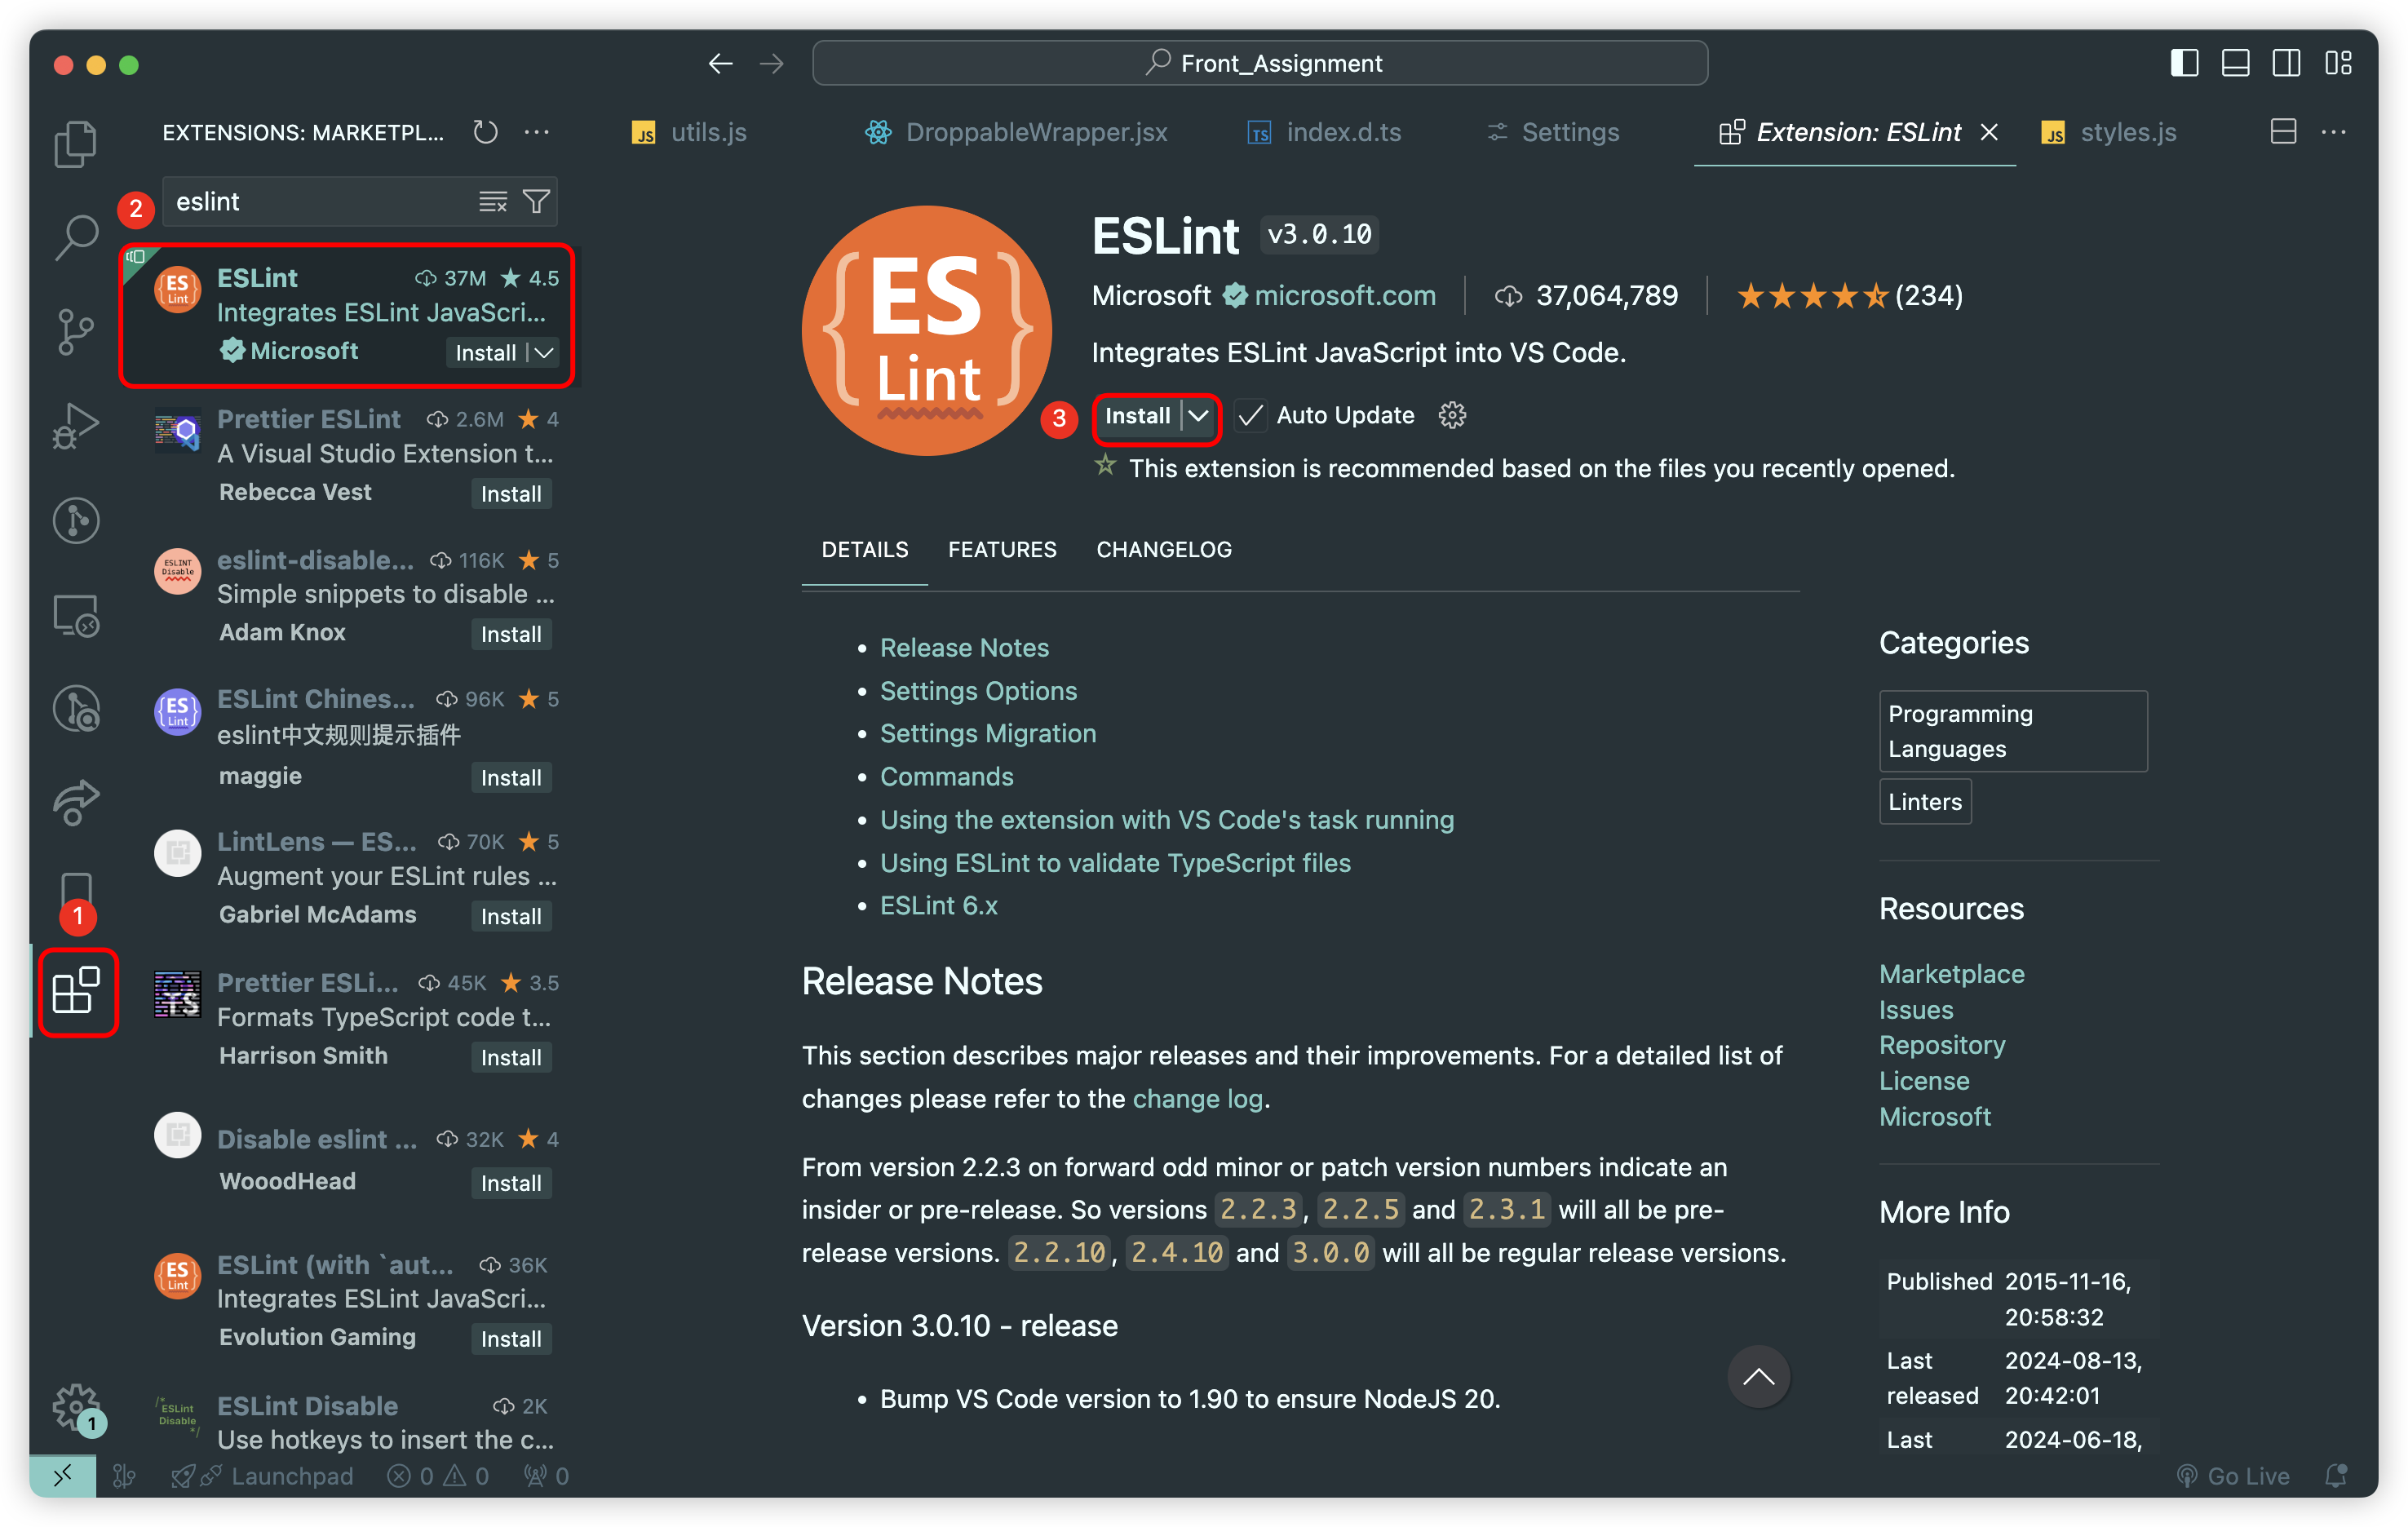 Front_Assignment
EXTENSIONS: MARKETPL...
utils.js
DroppableWrapper.jsx
index.d.ts
Settings
Extension: ESLint
styles.js
2
eslint
ESLint 37M 4.5
Integrates ESLint JavaScri...
Microsoft Install
Prettier ESLint 2.6M 4
A Visual Studio Extension t...
Rebecca Vest Install
eslint-disable... 116K 5
Simple snippets to disable ...
Adam Knox Install
ESLint Chines... 96K 5
eslint中文规则提示插件
maggie Install
LintLens — ES... 70K 5
Augment your ESLint rules ...
Gabriel McAdams Install
1
Prettier ESLi... 45K 3.5
Formats TypeScript code t...
Harrison Smith Install
Disable eslint ... 32K 4
WooodHead Install
ESLint (with `aut... 36K
Integrates ESLint JavaScri...
Evolution Gaming Install
ESLint Disable 2K
Use hotkeys to insert the c...
1
{ES}
Lint
ESLint v3.0.10
Microsoft microsoft.com 37,064,789 (234)
Integrates ESLint JavaScript into VS Code.
3 Install Auto Update
This extension is recommended based on the files you recently opened.
DETAILS FEATURES CHANGELOG
• Release Notes
• Settings Options
• Settings Migration
• Commands
• Using the extension with VS Code's task running
• Using ESLint to validate TypeScript files
• ESLint 6.x
Release Notes
This section describes major releases and their improvements. For a detailed list of
changes please refer to the change log.
From version 2.2.3 on forward odd minor or patch version numbers indicate an
insider or pre-release. So versions 2.2.3, 2.2.5 and 2.3.1 will all be pre-
release versions. 2.2.10, 2.4.10 and 3.0.0 will all be regular release versions.
Version 3.0.10 - release
• Bump VS Code version to 1.90 to ensure NodeJS 20.
Categories
Programming
Languages
Linters
Resources
Marketplace
Issues
Repository
License
Microsoft
More Info
Published 2015-11-16,
20:58:32
Last 2024-08-13,
released 20:42:01
Last 2024-06-18,
Launchpad 0 0 0
Go Live